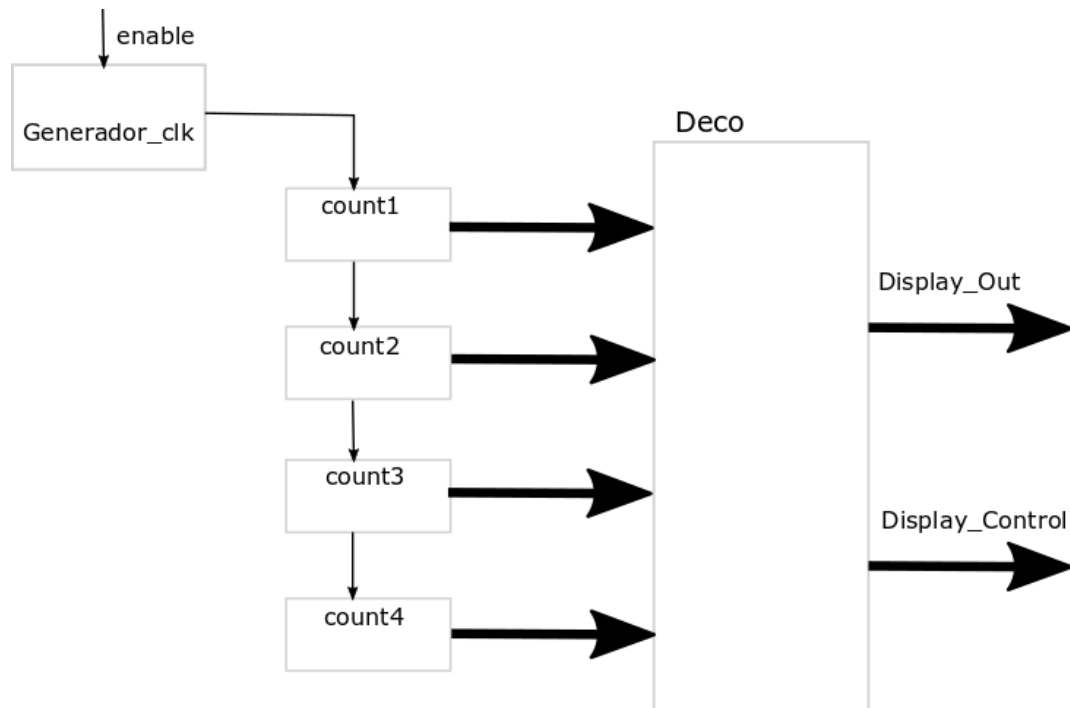 enable
Generador_clk
Deco
count1
Display_Out
count2
count3
Display_Control
count4